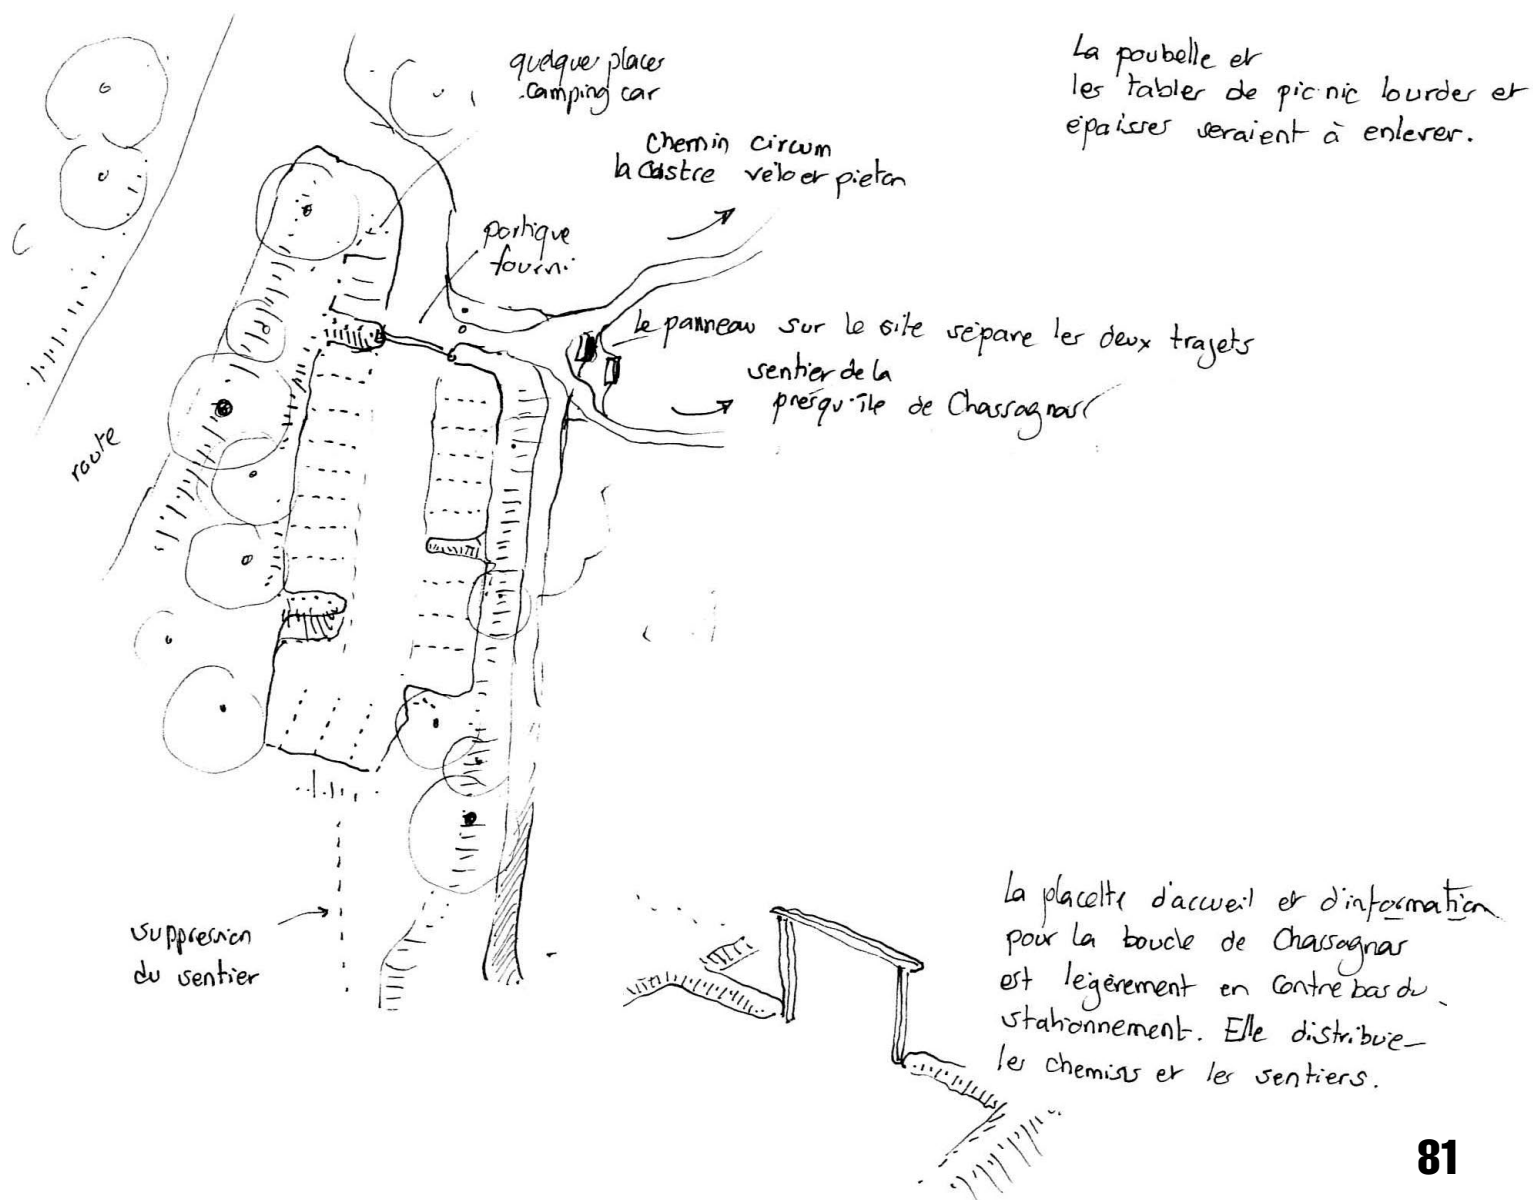 quelque places
camping car
La poubelle et
les tables de pic-nic lourdes et
épaisses seraient à enlever.
chemin circum
la Castre vélo et pieton
portique
fourni
Le panneau sur le site sépare les deux trajets
sentier de la
presqu'île de Chassagnas
route
suppression
du sentier
La placette d'accueil et d'information
pour la boucle de Chassagnas
est légèrement en contre bas du
stationnement. Elle distribue
les chemins et les sentiers.
81